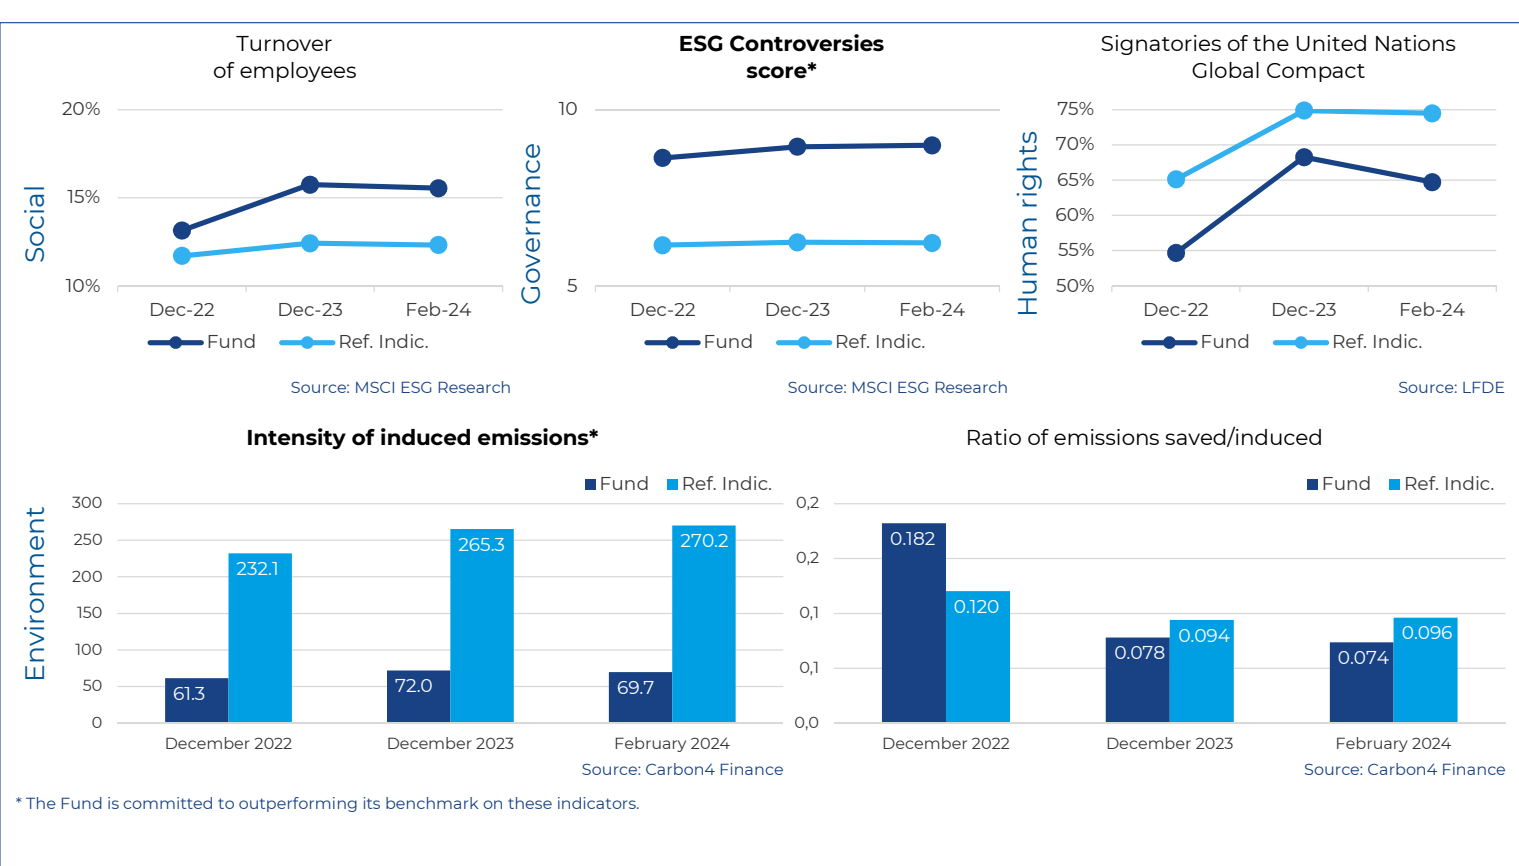 Turnover
of employees
Social
20%
15%
10%
Dec-22 Dec-23 Feb-24
Fund Ref. Indic.
Source: MSCI ESG Research
ESG Controversies
score*
Governance
10
5
Dec-22 Dec-23 Feb-24
Fund Ref. Indic.
Source: MSCI ESG Research
Signatories of the United Nations
Global Compact
Human rights
75%
70%
65%
60%
55%
50%
Dec-22 Dec-23 Feb-24
Fund Ref. Indic.
Source: LFDE
Intensity of induced emissions*
Environment
Fund Ref. Indic.
300
250
200
150
100
50
0
61.3 232.1
72.0 265.3
69.7 270.2
December 2022 December 2023 February 2024
Source: Carbon4 Finance
Ratio of emissions saved/induced
Fund Ref. Indic.
0,2
0,2
0,1
0,1
0,0
0.182 0.120
0.078 0.094
0.074 0.096
December 2022 December 2023 February 2024
Source: Carbon4 Finance
* The Fund is committed to outperforming its benchmark on these indicators.